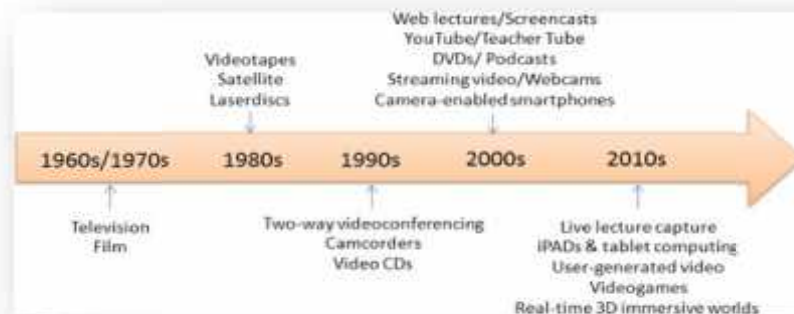 Web lectures/Screencasts
YouTube/Teacher Tube
DVDs/ Podcasts
Streaming video/Webcams
Camera-enabled smartphones
Videotapes
Satellite
Laserdiscs
1960s/1970s 1980s 1990s 2000s 2010s
Television
Film
Two-way videoconferencing
Camcorders
Video CDs
Live lecture capture
iPADs & tablet computing
User-generated video
Videogames
Real-time 3D immersive worlds